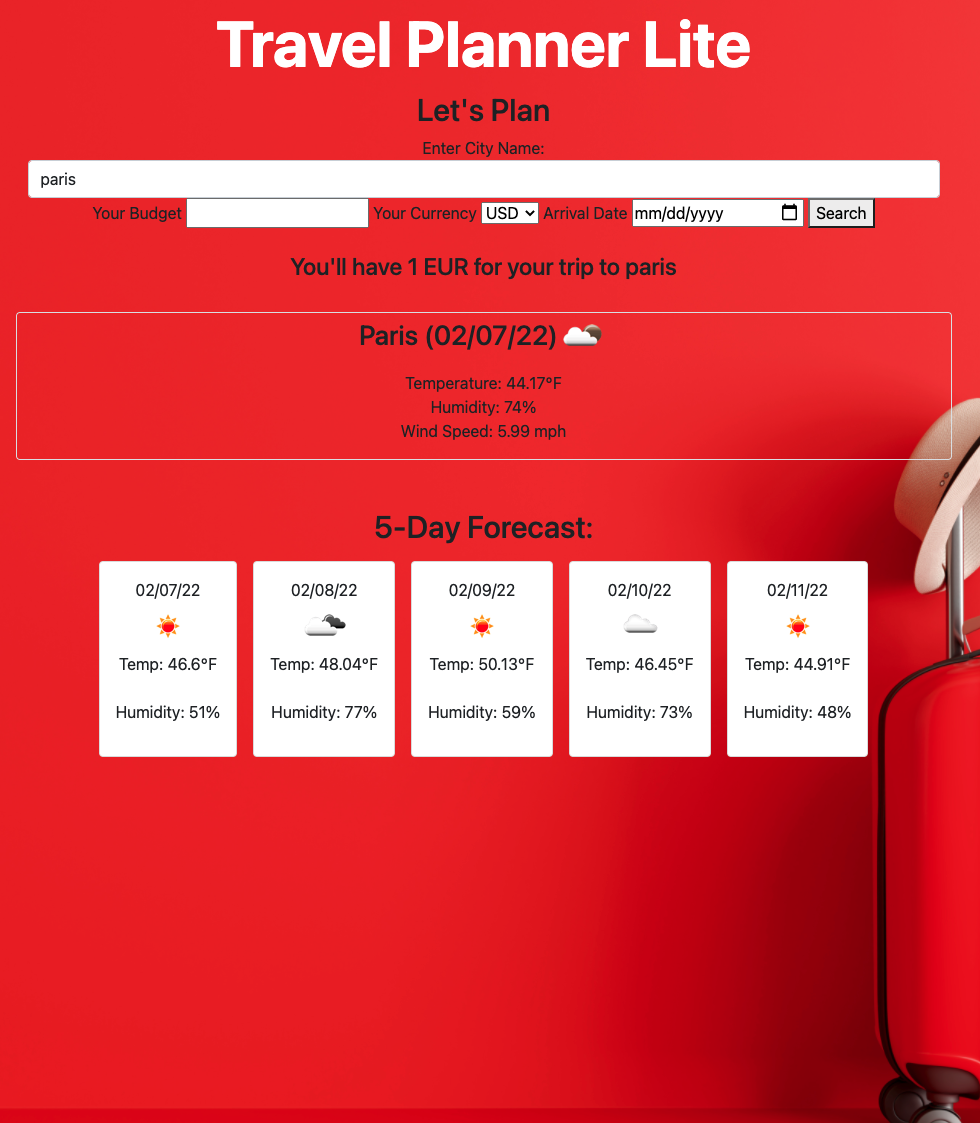 Travel Planner Lite
Let's Plan
Enter City Name:
paris
Your Budget Your Currency USD Arrival Date mm/dd/yyyy Search
You'll have 1 EUR for your trip to paris
Paris (02/07/22)
Temperature: 44.17°F
Humidity: 74%
Wind Speed: 5.99 mph
5-Day Forecast:
02/07/22
Temp: 46.6°F
Humidity: 51%
02/08/22
Temp: 48.04°F
Humidity: 77%
02/09/22
Temp: 50.13°F
Humidity: 59%
02/10/22
Temp: 46.45°F
Humidity: 73%
02/11/22
Temp: 44.91°F
Humidity: 48%